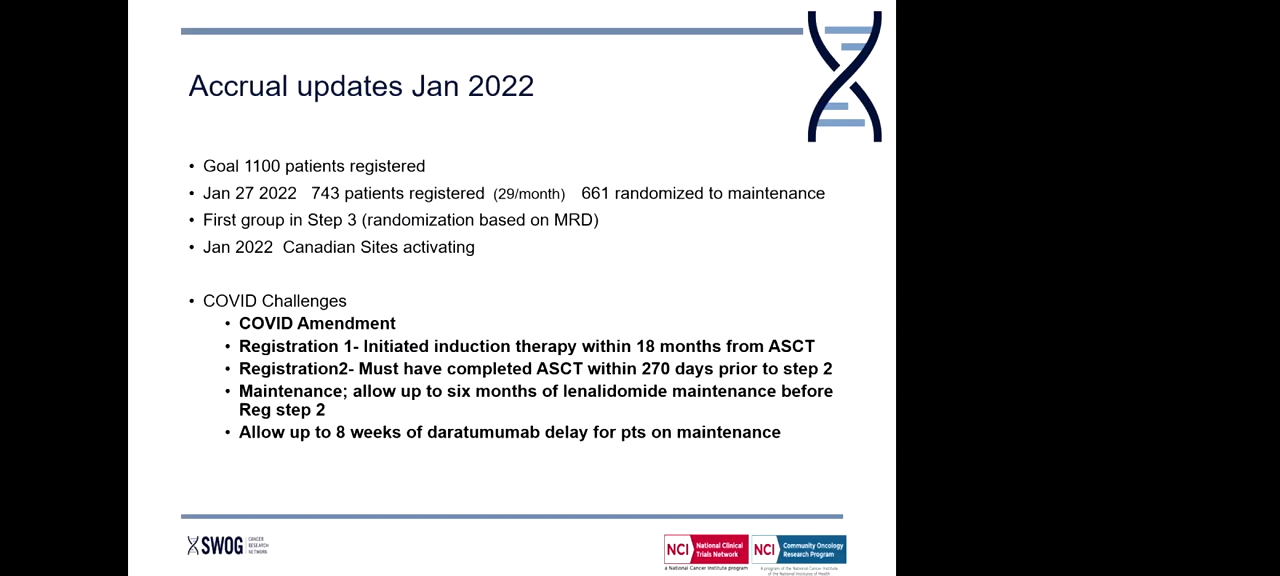 Accrual updates Jan 2022
• Goal 1100 patients registered
• Jan 27 2022 743 patients registered (29/month) 661 randomized to maintenance
• First group in Step 3 (randomization based on MRD)
• Jan 2022 Canadian Sites activating
• COVID Challenges
• COVID Amendment
• Registration 1- Initiated induction therapy within 18 months from ASCT
• Registration2- Must have completed ASCT within 270 days prior to step 2
• Maintenance; allow up to six months of lenalidomide maintenance before
Reg step 2
• Allow up to 8 weeks of daratumumab delay for pts on maintenance
SWOG
CANCER
RESEARCH
NETWORK
NCI
National Clinical
Trials Network
a National Cancer Institute program
NCI
Community Oncology
Research Program
A program of the National Cancer Institute
of the National Institutes of Health